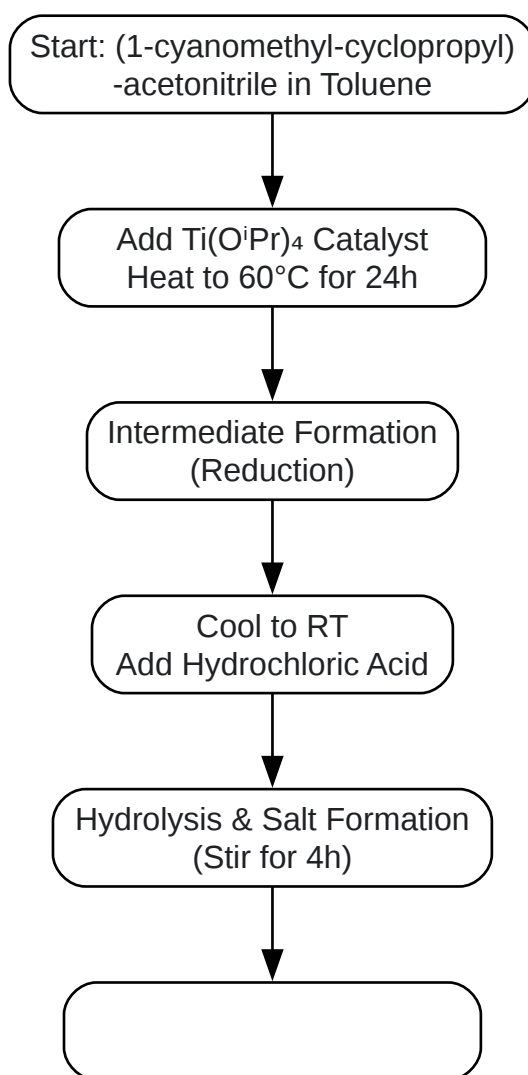 Start: (1-cyanomethyl-cyclopropyl)
-acetonitrile in Toluene
Add Ti(OⁱPr)₄ Catalyst
Heat to 60°C for 24h
Intermediate Formation
(Reduction)
Cool to RT
Add Hydrochloric Acid
Hydrolysis & Salt Formation
(Stir for 4h)